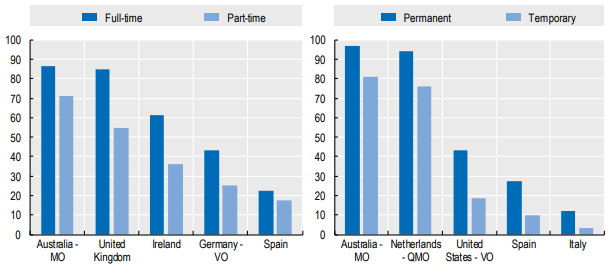 Full-time Part-time
100
90
80
70
60
50
40
30
20
10
0
Australia - MO
United Kingdom
Ireland
Germany - VO
Spain
Permanent Temporary
100
90
80
70
60
50
40
30
20
10
0
Australia - MO
Netherlands - QMO
United States - VO
Spain
Italy